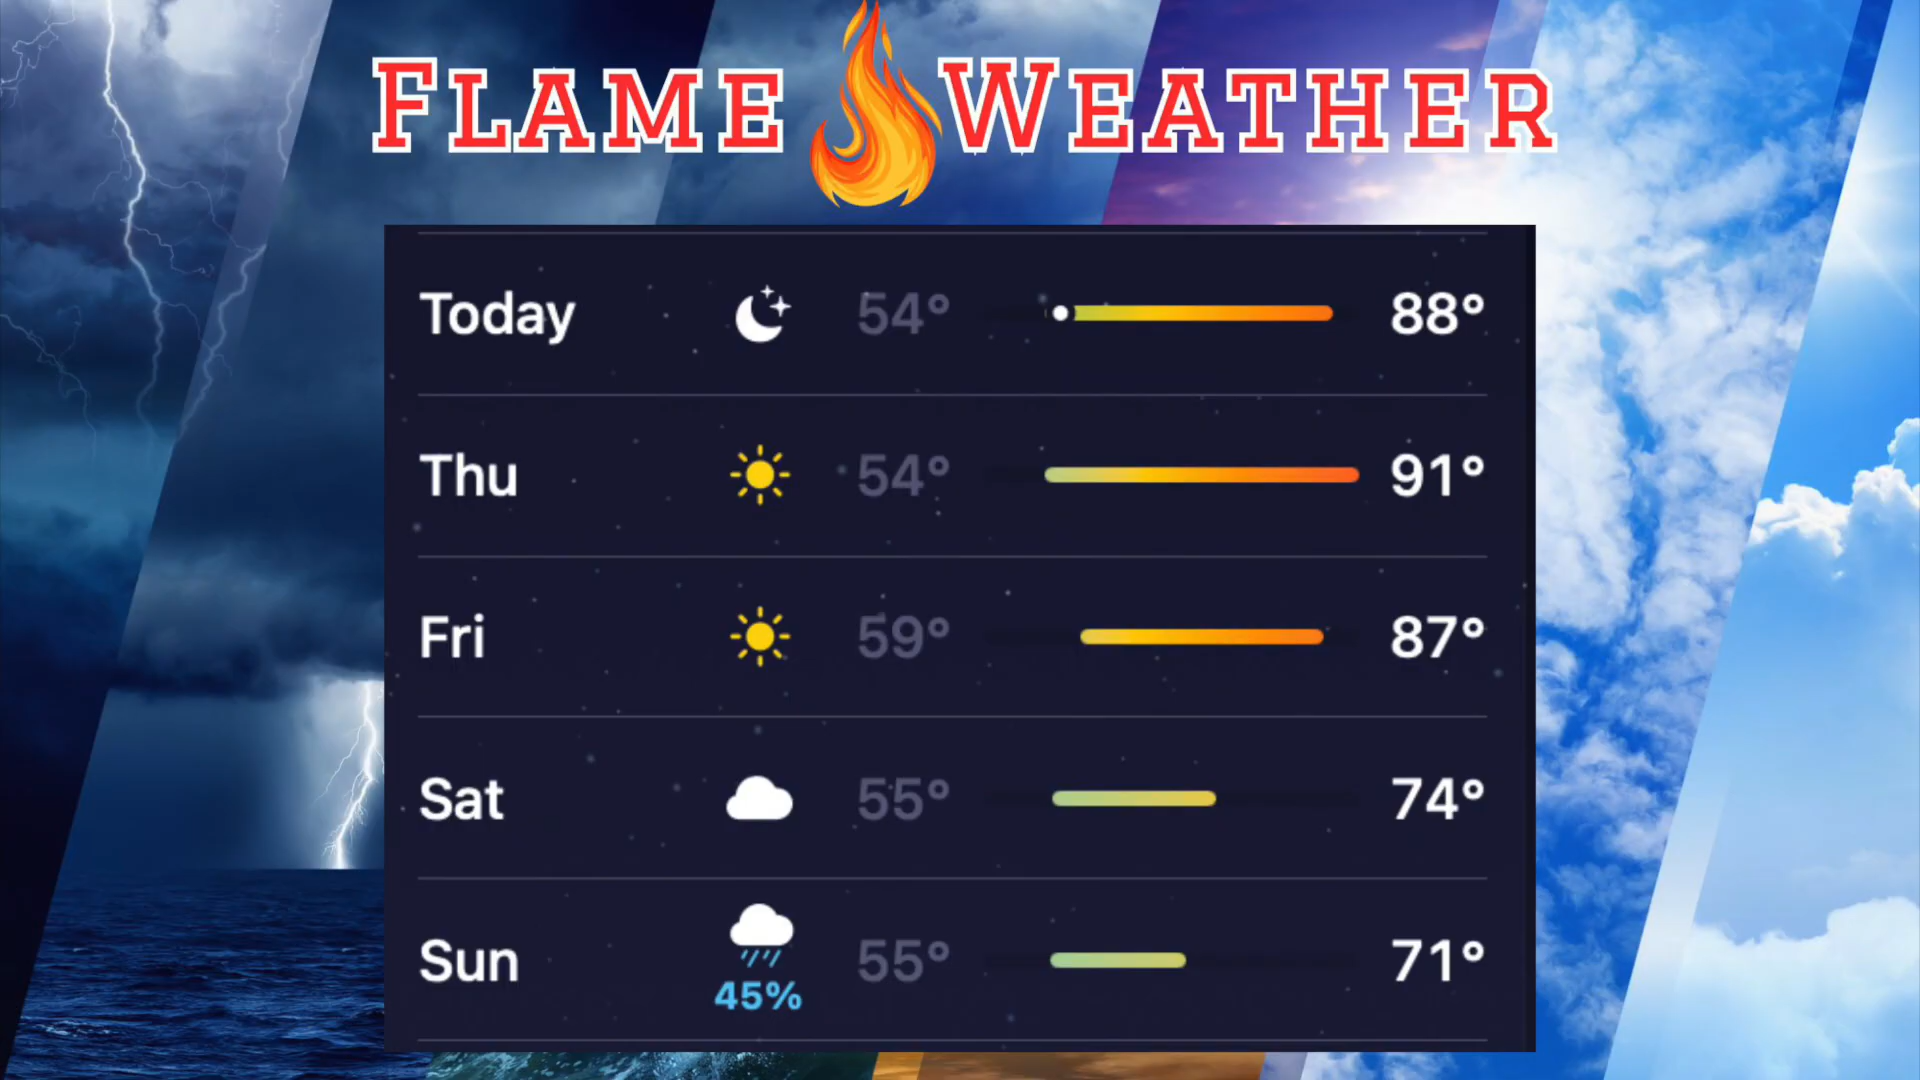 FLAME WEATHER
Today 54° 88°
Thu 54° 91°
Fri 59° 87°
Sat 55° 74°
Sun 55° 71°
45%